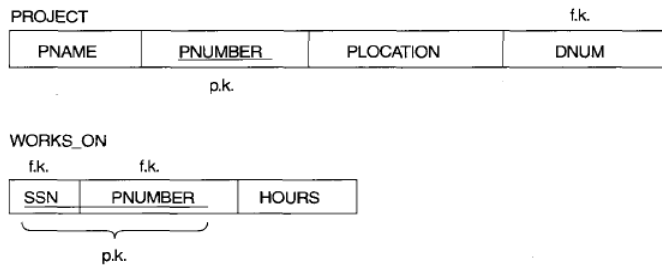 PROJECT
f.k.
PNAME PNUMBER PLOCATION DNUM
p.k.
WORKS_ON
f.k. f.k.
SSN PNUMBER HOURS
p.k.